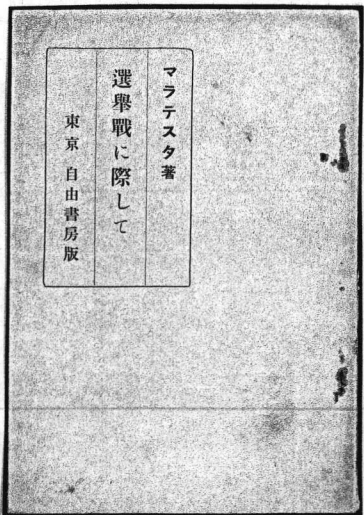 マラテスタ著
選擧戰に際して
東京 自由書房版